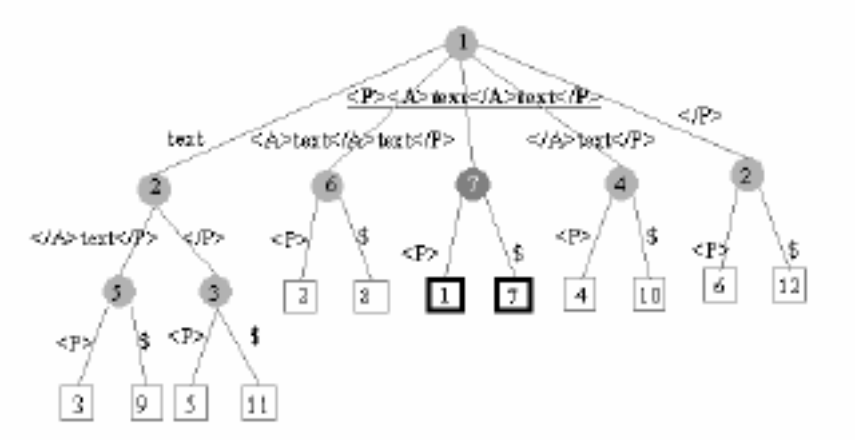 1
<P><A>text</A>text</P>
</P>
text
<A>text</A>text</P>
</A>text</P>
2 6 7 4 2
</A>text</P> </P>
<P> $ <P> $ <P> $ <P> $
5 3 2 8 1 7 4 10 6 12
<P> $ <P> $
3 9 5 11